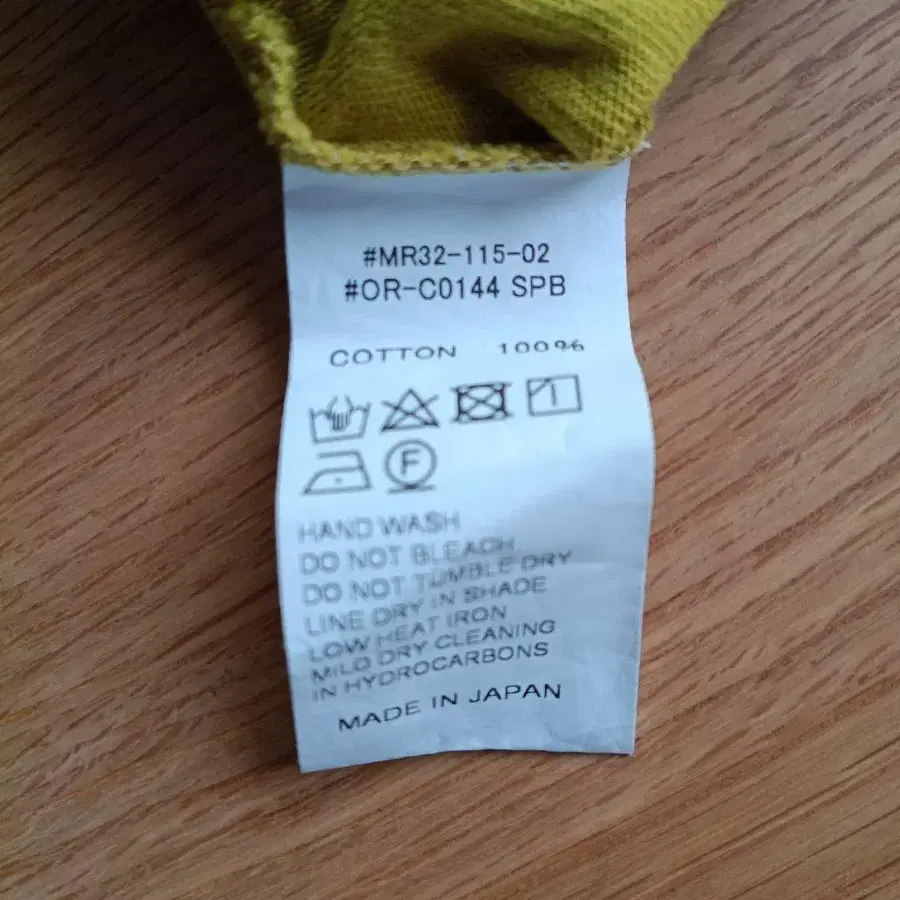 #MR32-115-02
#OR-C0144 SPB
COTTON 100%
F
HAND WASH
DO NOT BLEACH
DO NOT TUMBLE DRY
LINE DRY IN SHADE
LOW HEAT IRON
MILD DRY CLEANING
IN HYDROCARBONS
MADE IN JAPAN